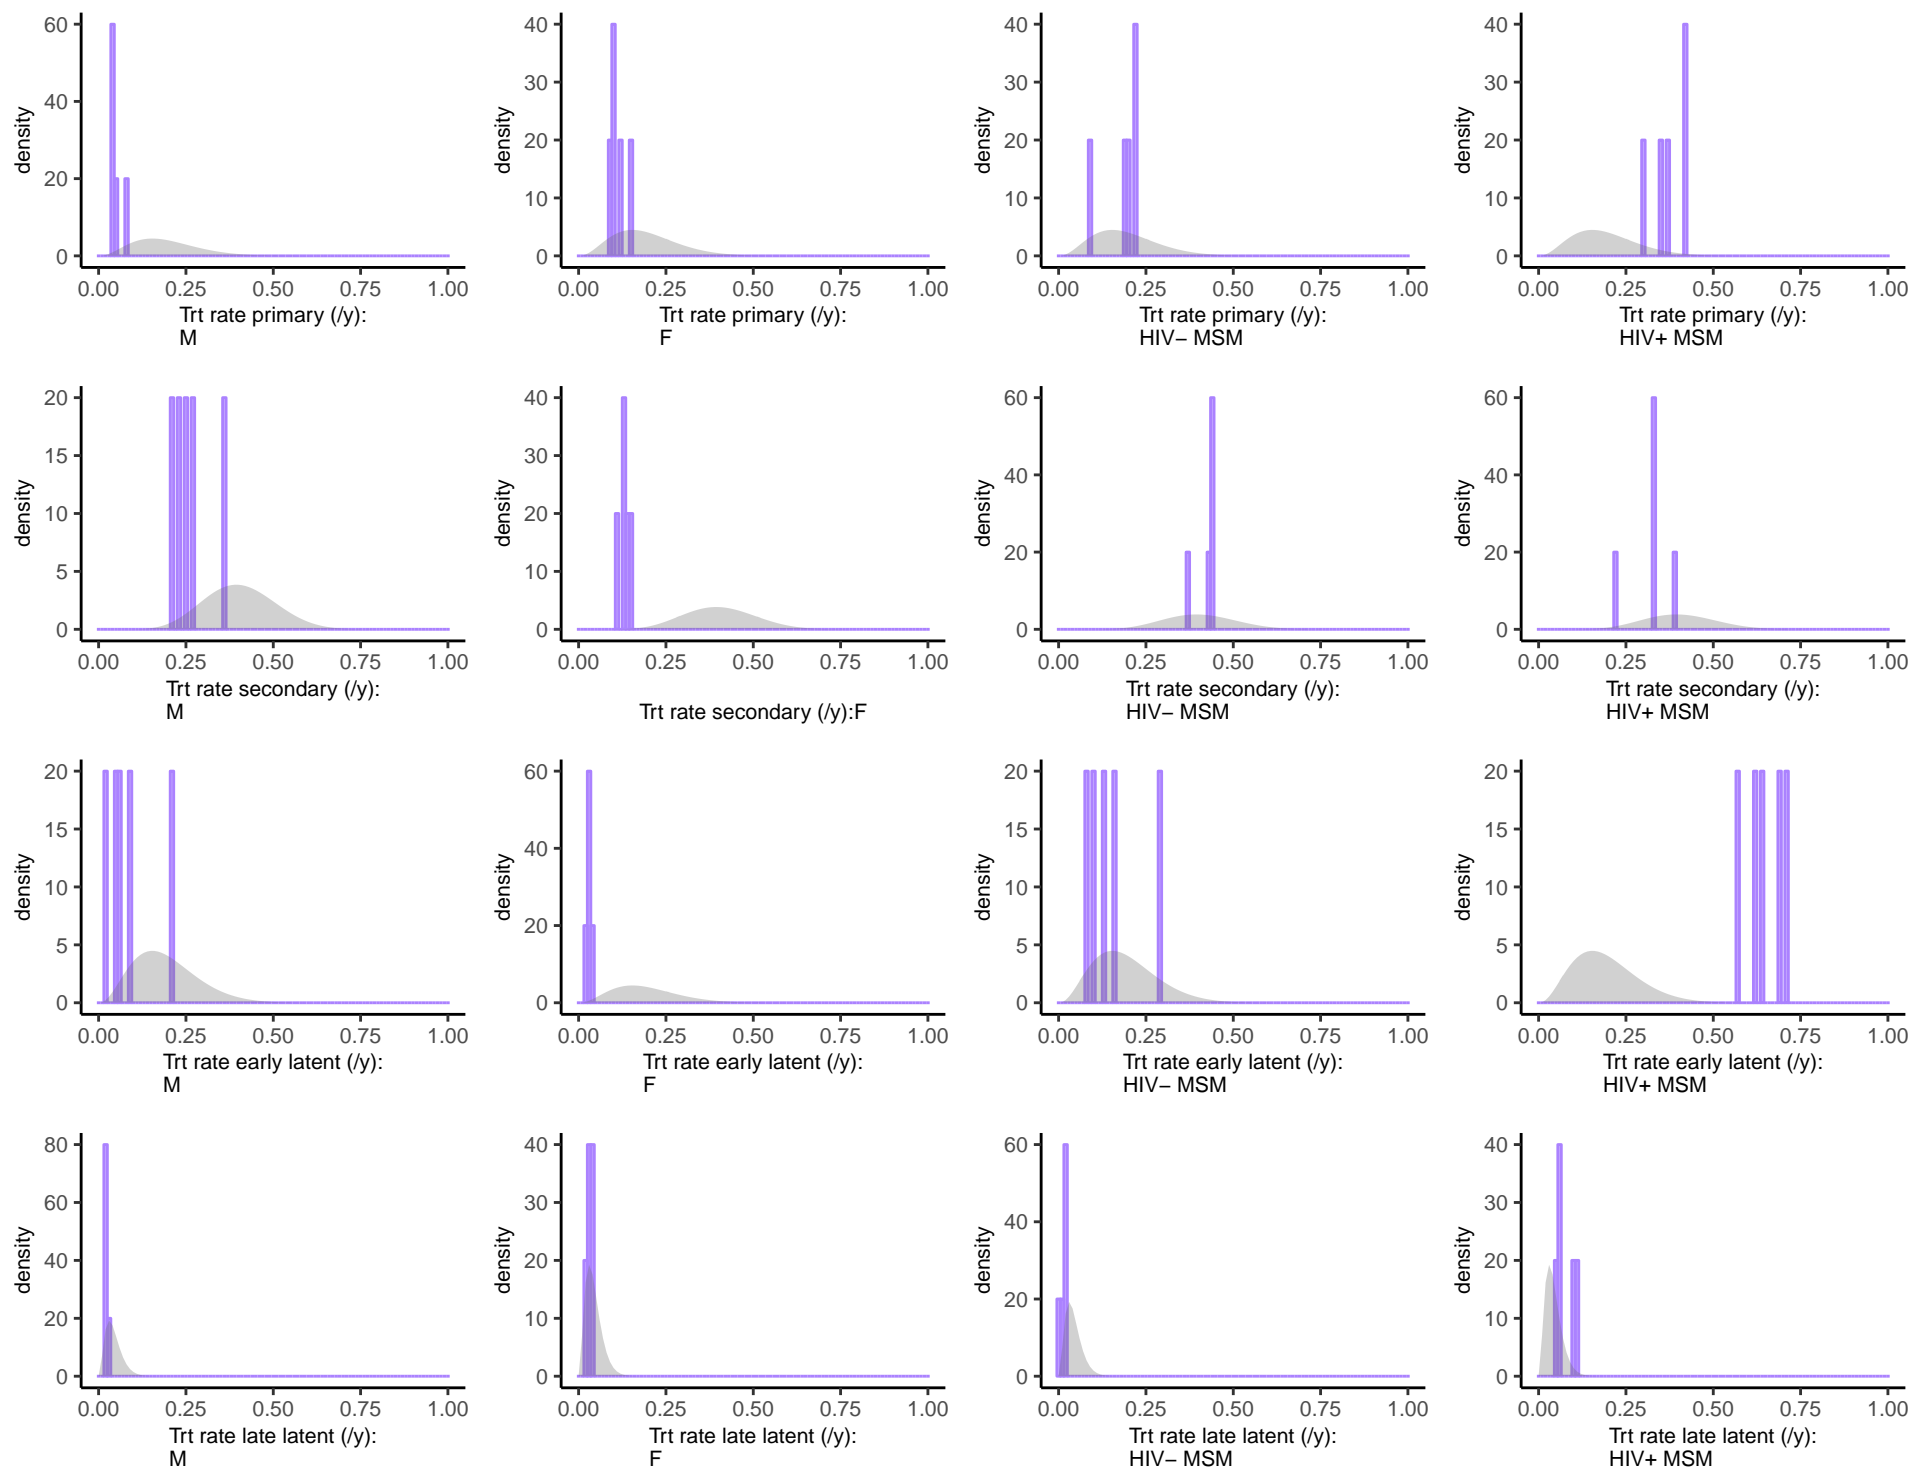 60
40
20
0
density
0.00 0.25 0.50 0.75 1.00
Trt rate primary (/y):
M
40
30
20
10
0
density
0.00 0.25 0.50 0.75 1.00
Trt rate primary (/y):
F
40
30
20
10
0
density
0.00 0.25 0.50 0.75 1.00
Trt rate primary (/y):
HIV− MSM
40
30
20
10
0
density
0.00 0.25 0.50 0.75 1.00
Trt rate primary (/y):
HIV+ MSM
20
15
10
5
0
density
0.00 0.25 0.50 0.75 1.00
Trt rate secondary (/y):
M
40
30
20
10
0
density
0.00 0.25 0.50 0.75 1.00
Trt rate secondary (/y):F
60
40
20
0
density
0.00 0.25 0.50 0.75 1.00
Trt rate secondary (/y):
HIV− MSM
60
40
20
0
density
0.00 0.25 0.50 0.75 1.00
Trt rate secondary (/y):
HIV+ MSM
20
15
10
5
0
density
0.00 0.25 0.50 0.75 1.00
Trt rate early latent (/y):
M
60
40
20
0
density
0.00 0.25 0.50 0.75 1.00
Trt rate early latent (/y):
F
20
15
10
5
0
density
0.00 0.25 0.50 0.75 1.00
Trt rate early latent (/y):
HIV− MSM
20
15
10
5
0
density
0.00 0.25 0.50 0.75 1.00
Trt rate early latent (/y):
HIV+ MSM
80
60
40
20
0
density
0.00 0.25 0.50 0.75 1.00
Trt rate late latent (/y):
M
40
30
20
10
0
density
0.00 0.25 0.50 0.75 1.00
Trt rate late latent (/y):
F
60
40
20
0
density
0.00 0.25 0.50 0.75 1.00
Trt rate late latent (/y):
HIV− MSM
40
30
20
10
0
density
0.00 0.25 0.50 0.75 1.00
Trt rate late latent (/y):
HIV+ MSM